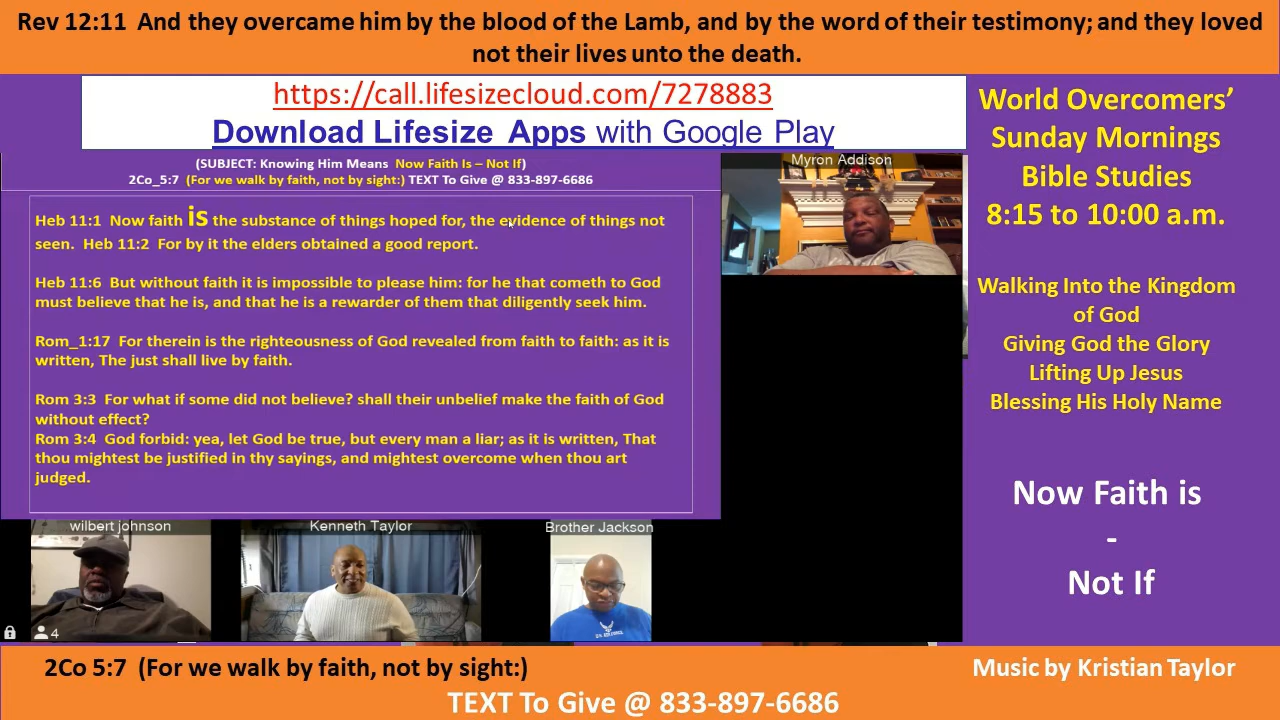 Rev 12:11  And they overcame him by the blood of the Lamb, and by the word of their testimony; and they loved
not their lives unto the death.
https://call.lifesizecloud.com/7278883
Download Lifesize Apps with Google Play
(SUBJECT: Knowing Him Means  Now Faith Is – Not If)
2Co_5:7  (For we walk by faith, not by sight:) TEXT To Give @ 833-897-6686
Heb 11:1  Now faith is the substance of things hoped for, the evidence of things not
seen.  Heb 11:2  For by it the elders obtained a good report.
Heb 11:6  But without faith it is impossible to please him: for he that cometh to God
must believe that he is, and that he is a rewarder of them that diligently seek him.
Rom_1:17  For therein is the righteousness of God revealed from faith to faith: as it is
written, The just shall live by faith.
Rom 3:3  For what if some did not believe? shall their unbelief make the faith of God
without effect?
Rom 3:4  God forbid: yea, let God be true, but every man a liar; as it is written, That
thou mightest be justified in thy sayings, and mightest overcome when thou art
judged.
Myron Addison
World Overcomers’
Sunday Mornings
Bible Studies
8:15 to 10:00 a.m.
Walking Into the Kingdom
of God
Giving God the Glory
Lifting Up Jesus
Blessing His Holy Name
Now Faith is
-
Not If
wilbert johnson
Kenneth Taylor
Brother Jackson
4
U.S. AIR FORCE
2Co 5:7  (For we walk by faith, not by sight:)
Music by Kristian Taylor
TEXT To Give @ 833-897-6686